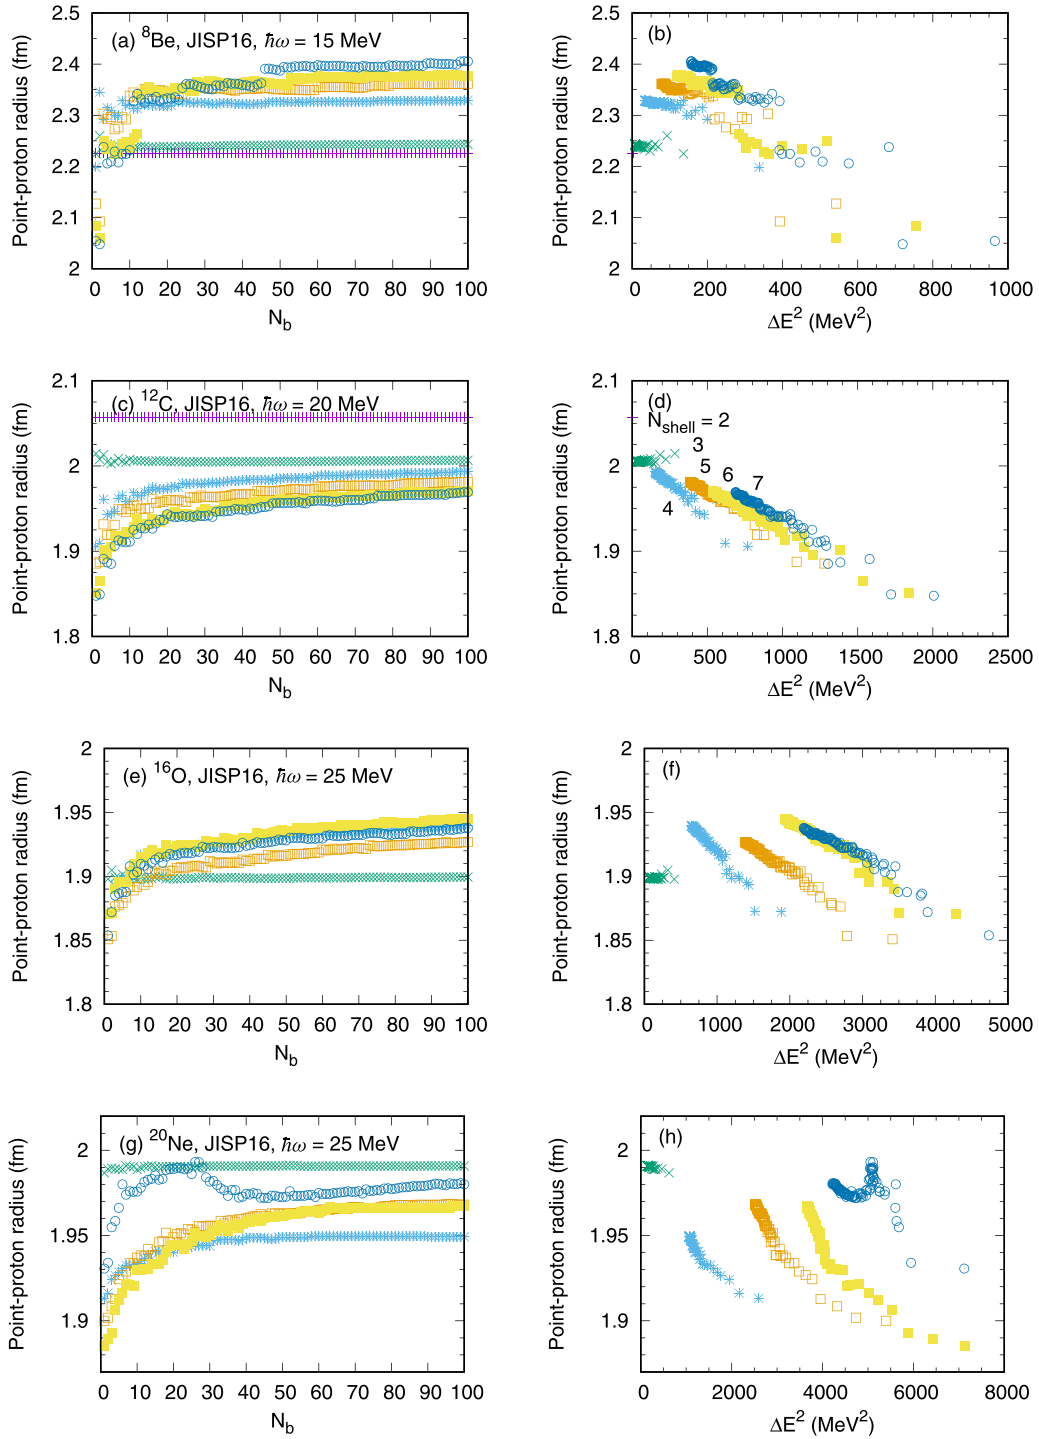 (a) ⁸Be, JISP16, ℏω = 15 MeV
Point-proton radius (fm)
2.5
2.4
2.3
2.2
2.1
2
0 10 20 30 40 50 60 70 80 90 100
N_b
(b)
Point-proton radius (fm)
2.5
2.4
2.3
2.2
2.1
2
0 200 400 600 800 1000
ΔE² (MeV²)
(c) ¹²C, JISP16, ℏω = 20 MeV
Point-proton radius (fm)
2.1
2
1.9
1.8
0 10 20 30 40 50 60 70 80 90 100
N_b
(d)
N_shell = 2
3
4
5
6
7
Point-proton radius (fm)
2.1
2
1.9
1.8
0 500 1000 1500 2000 2500
ΔE² (MeV²)
(e) ¹⁶O, JISP16, ℏω = 25 MeV
Point-proton radius (fm)
2
1.95
1.9
1.85
1.8
0 10 20 30 40 50 60 70 80 90 100
N_b
(f)
Point-proton radius (fm)
2
1.95
1.9
1.85
1.8
0 1000 2000 3000 4000 5000
ΔE² (MeV²)
(g) ²⁰Ne, JISP16, ℏω = 25 MeV
Point-proton radius (fm)
2
1.95
1.9
0 10 20 30 40 50 60 70 80 90 100
N_b
(h)
Point-proton radius (fm)
2
1.95
1.9
0 2000 4000 6000 8000
ΔE² (MeV²)